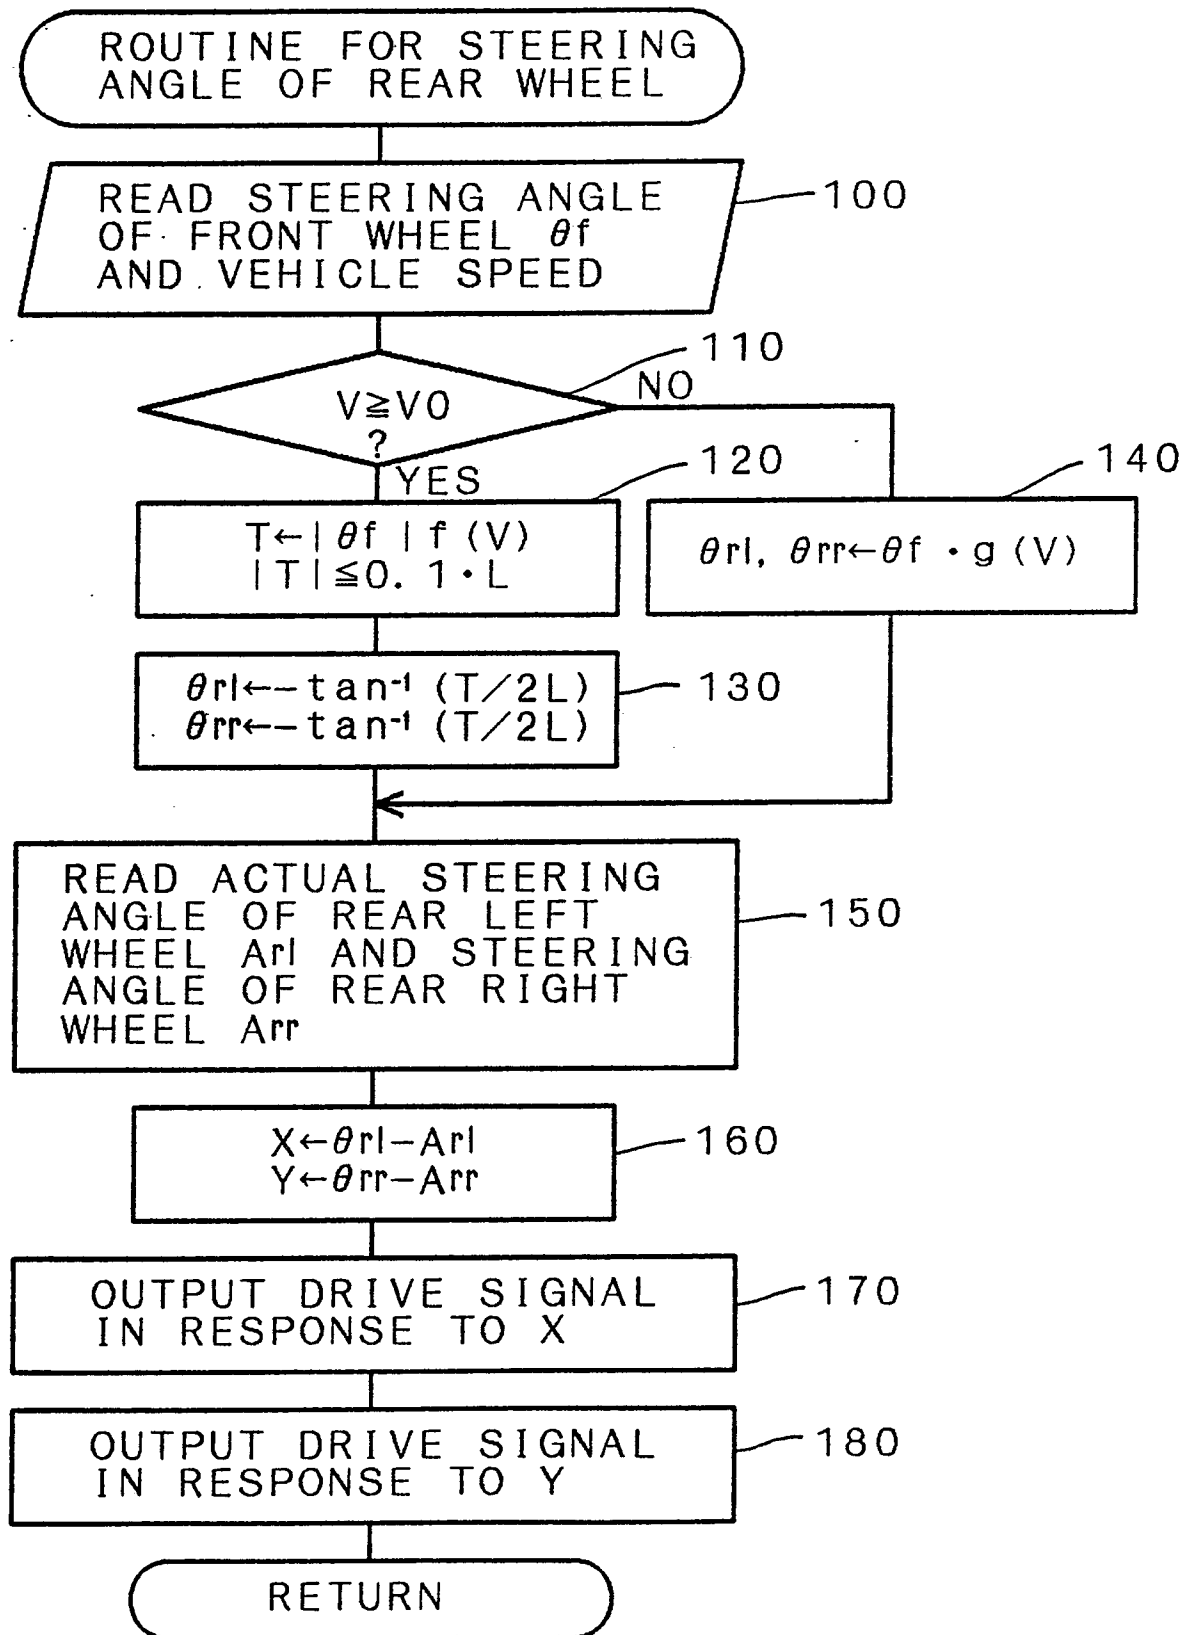 ROUTINE FOR STEERING
ANGLE OF REAR WHEEL
READ STEERING ANGLE
OF FRONT WHEEL θf
AND VEHICLE SPEED
100
110
V≧V0
?
NO
YES
120
T←|θf|f(V)
|T|≦0.1・L
140
θrl, θrr←θf・g(V)
θrl←−tan⁻¹(T/2L)
θrr←−tan⁻¹(T/2L)
130
READ ACTUAL STEERING
ANGLE OF REAR LEFT
WHEEL Arl AND STEERING
ANGLE OF REAR RIGHT
WHEEL Arr
150
X←θrl−Arl
Y←θrr−Arr
160
OUTPUT DRIVE SIGNAL
IN RESPONSE TO X
170
OUTPUT DRIVE SIGNAL
IN RESPONSE TO Y
180
RETURN